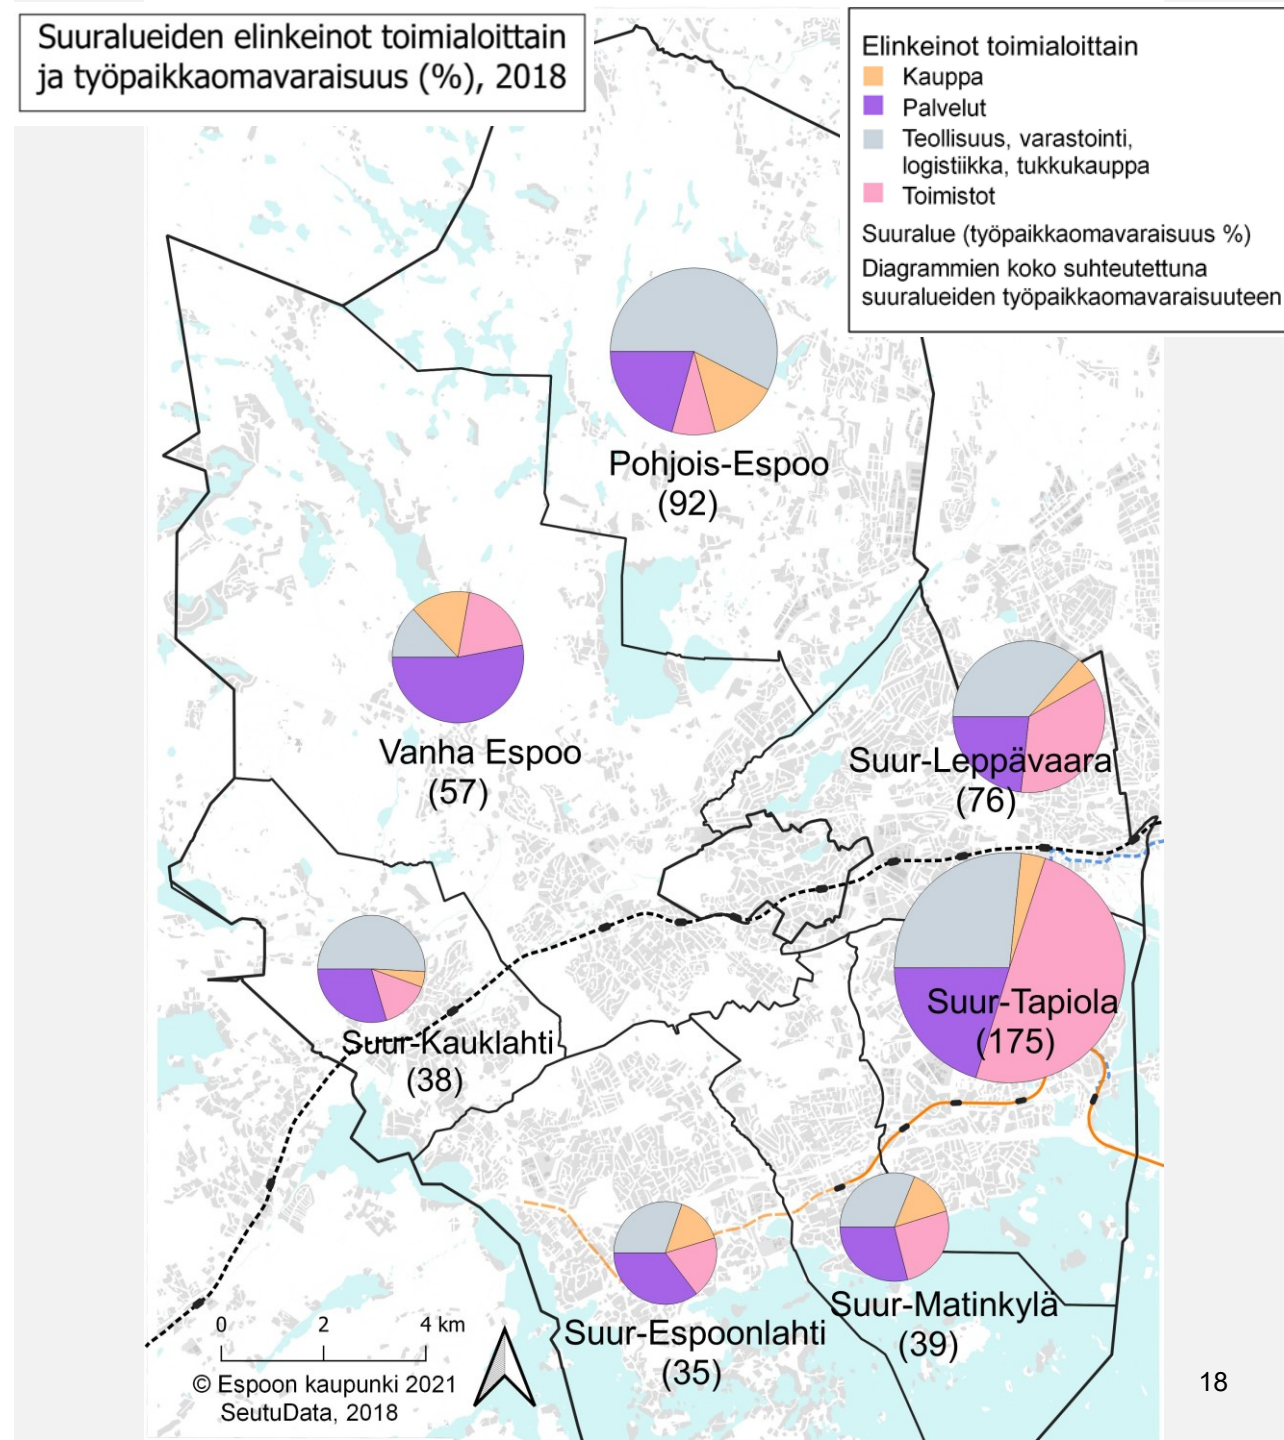 Suuralueiden elinkeinot toimialoittain
ja työpaikkaomavaraisuus (%), 2018
Elinkeinot toimialoittain
Kauppa
Palvelut
Teollisuus, varastointi,
logistiikka, tukkukauppa
Toimistot
Suuralue (työpaikkaomavaraisuus %)
Diagrammien koko suhteutettuna
suuralueiden työpaikkaomavaraisuuteen
Pohjois-Espoo
(92)
Vanha Espoo
(57)
Suur-Leppävaara
(76)
Suur-Tapiola
(175)
Suur-Kauklahti
(38)
Suur-Matinkylä
(39)
Suur-Espoonlahti
(35)
0 2 4 km
© Espoon kaupunki 2021
SeutuData, 2018
18